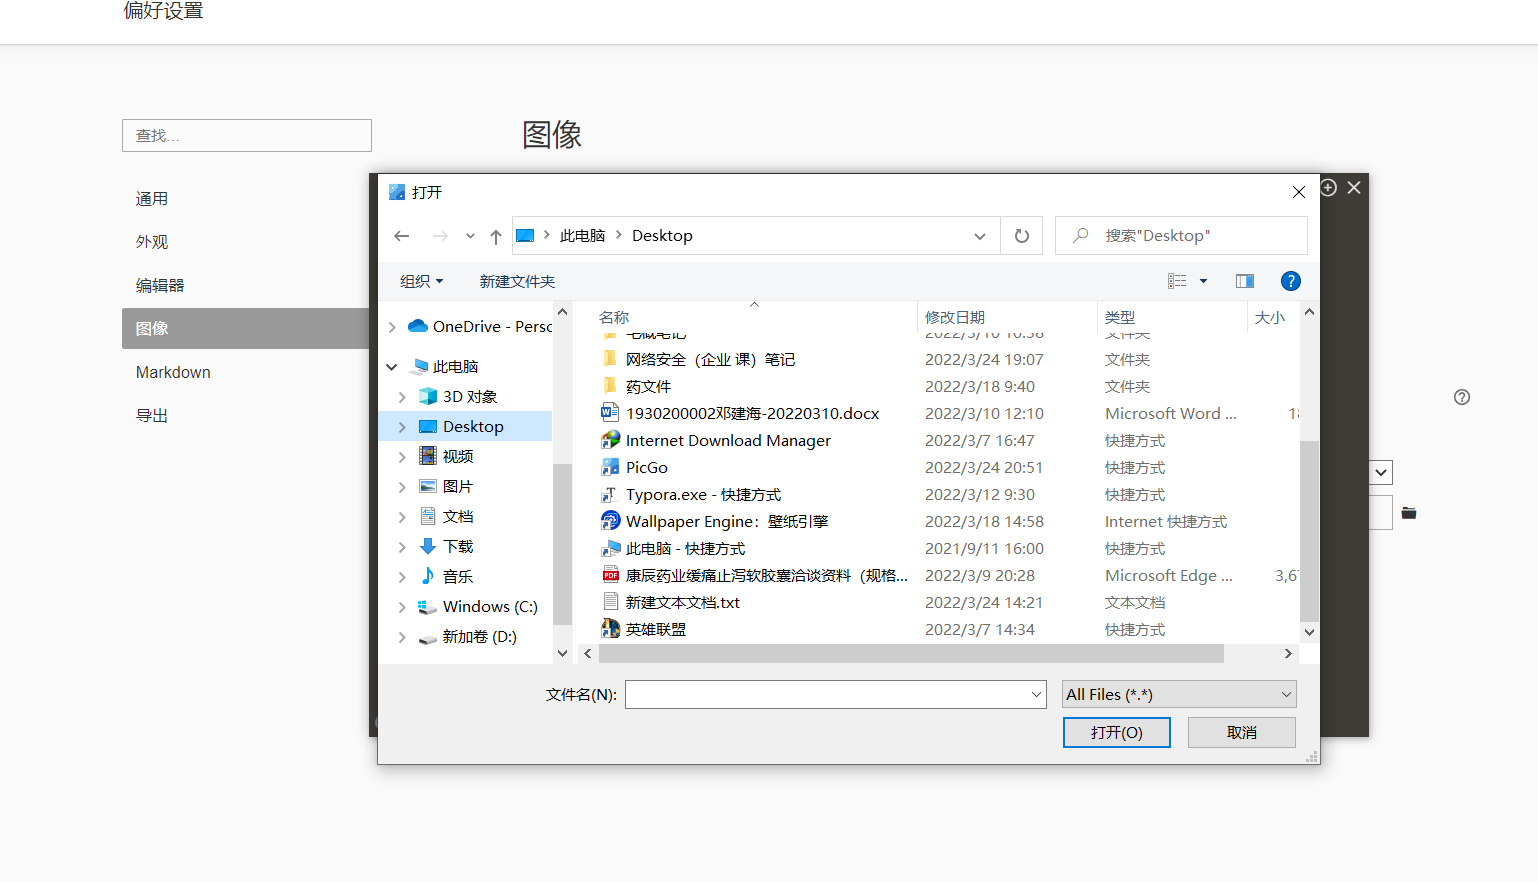 偏好设置
查找...
图像
通用
外观
编辑器
图像
Markdown
导出
打开
此电脑
Desktop
搜索"Desktop"
组织
新建文件夹
OneDrive - Perso
此电脑
3D 对象
Desktop
视频
图片
文档
下载
音乐
Windows (C:)
新加卷 (D:)
名称 修改日期 类型 大小
2022/3/10 10:38 文件夹
网络安全（企业 课）笔记 2022/3/24 19:07 文件夹
药文件 2022/3/18 9:40 文件夹
1930200002邓建海-20220310.docx 2022/3/10 12:10 Microsoft Word ...
Internet Download Manager 2022/3/7 16:47 快捷方式
PicGo 2022/3/24 20:51 快捷方式
Typora.exe - 快捷方式 2022/3/12 9:30 快捷方式
Wallpaper Engine：壁纸引擎 2022/3/18 14:58 Internet 快捷方式
此电脑 - 快捷方式 2021/9/11 16:00 快捷方式
康辰药业缓痛止泻软胶囊洽谈资料（规格... 2022/3/9 20:28 Microsoft Edge ... 3,6
新建文本文档.txt 2022/3/24 14:21 文本文档
英雄联盟 2022/3/7 14:34 快捷方式
文件名(N):
All Files (*.*)
打开(O)
取消